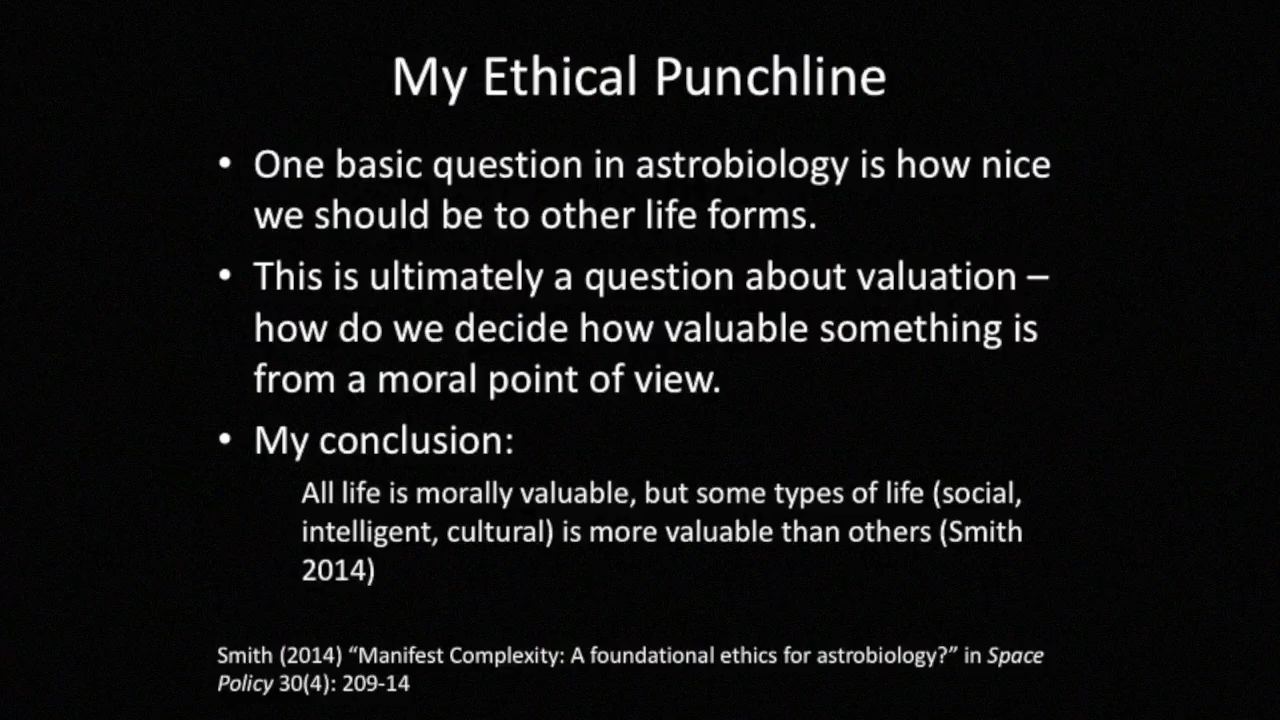 My Ethical Punchline
• One basic question in astrobiology is how nice
we should be to other life forms.
• This is ultimately a question about valuation –
how do we decide how valuable something is
from a moral point of view.
• My conclusion:
All life is morally valuable, but some types of life (social,
intelligent, cultural) is more valuable than others (Smith
2014)
Smith (2014) “Manifest Complexity: A foundational ethics for astrobiology?” in Space
Policy 30(4): 209-14